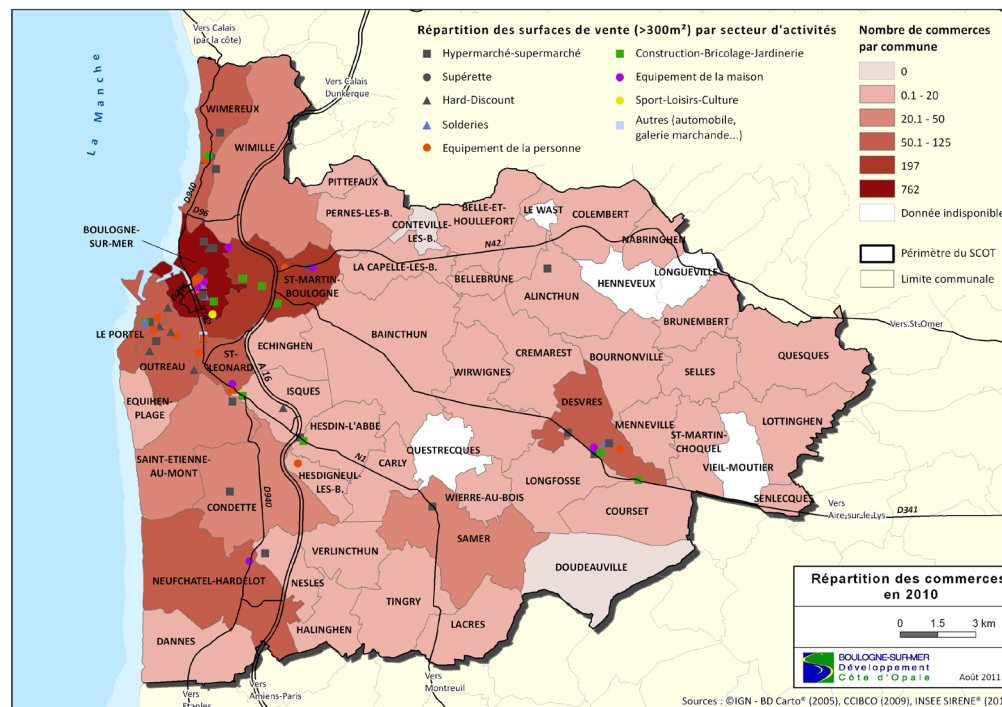 Vers Calais
(par la côte)
La Manche
Répartition des surfaces de vente (>300m²) par secteur d'activités
Hypermarché-supermarché
Supérette
Hard-Discount
Solderies
Equipement de la personne
Construction-Bricolage-Jardinerie
Equipement de la maison
Sport-Loisirs-Culture
Autres (automobile,
galerie marchande...)
Nombre de commerces
par commune
0
0.1 - 20
20.1 - 50
50.1 - 125
197
762
Donnée indisponible
Périmètre du SCOT
Limite communale
Vers Calais
Dunkerque
WIMEREUX
WIMILLE
D940
D96
PITTEFAUX
PERNES-LES-B.
CONTEVILLE-
LES-B.
BELLE-ET-
HOULLEFORT
LE WAST
COLEMBERT
NABRINGHEN
BOULOGNE-
SUR-MER
N42
ST-MARTIN-
BOULOGNE
LA CAPELLE-LES-B.
BELLEBRUNE
ALINCTHUN
HENNEVEUX
LONGUEVILLE
BRUNEMBERT
Vers St-Omer
LE PORTEL
OUTREAU
ST-
LEONARD
ECHINGHEN
A 16
BAINCTHUN
CREMAREST
BOURNONVILLE
WIRWIGNES
SELLES
QUESQUES
EQUIHEN-
PLAGE
ISQUES
HESDIN-L'ABBE
DESVRES
MENNEVILLE
ST-MARTIN-
CHOQUEL
LOTTINGHEN
SAINT-ETIENNE-
AU-MONT
N1
CARLY
QUESTRECQUES
HESDIGNEUL-
LES-B.
VIEIL-MOUTIER
LONGFOSSE
WIERRE-AU-BOIS
SENLECQUES
CONDETTE
D940
COURSET
Vers
Aire-sur-le-Lys
D341
SAMER
VERLINCTHUN
DOUDEAUVILLE
NEUFCHATEL-HARDELOT
NESLES
TINGRY
DANNES
HALINGHEN
LACRES
Vers
Etaples
Vers
Amiens-Paris
Vers
Montreuil
Répartition des commerces
en 2010
0 1.5 3 km
BOULOGNE-SUR-MER
Développement
Côte d'Opale
Août 2011
Sources : ©IGN - BD Carto® (2005), CCIBCO (2009), INSEE SIRENE®